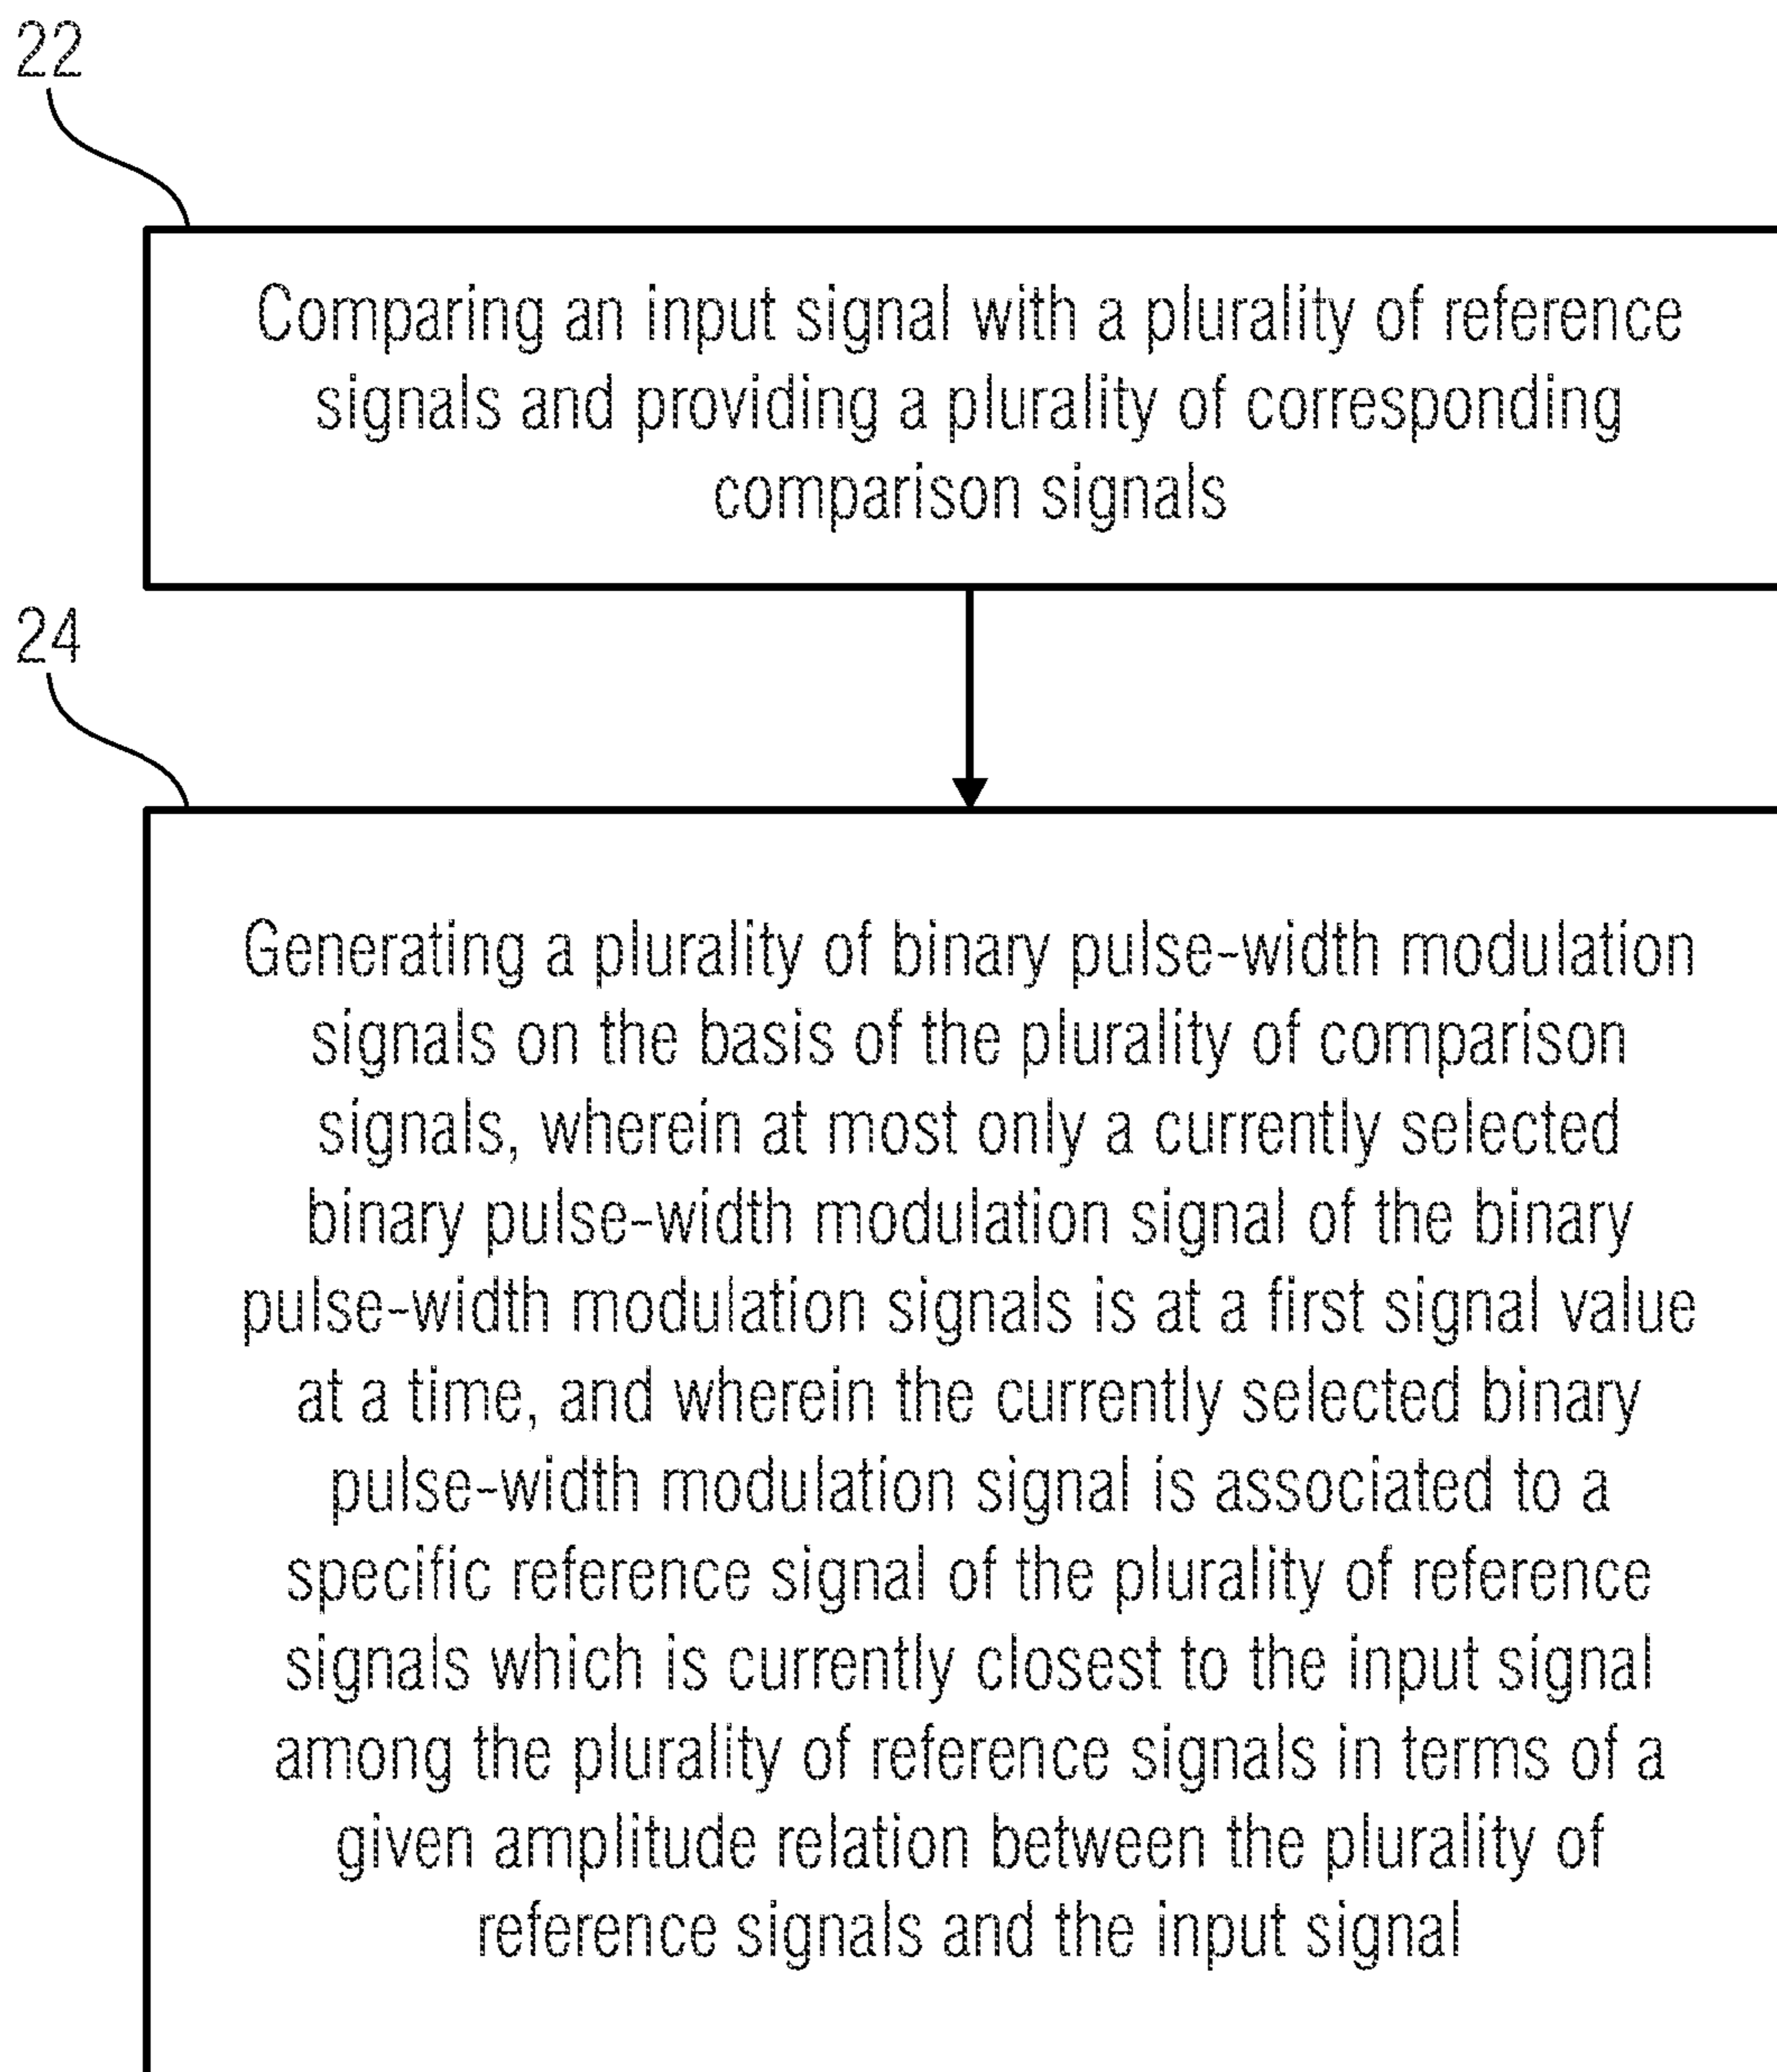 22
Comparing an input signal with a plurality of reference
signals and providing a plurality of corresponding
comparison signals
24
Generating a plurality of binary pulse-width modulation
signals on the basis of the plurality of comparison
signals, wherein at most only a currently selected
binary pulse-width modulation signal of the binary
pulse-width modulation signals is at a first signal value
at a time, and wherein the currently selected binary
pulse-width modulation signal is associated to a
specific reference signal of the plurality of reference
signals which is currently closest to the input signal
among the plurality of reference signals in terms of a
given amplitude relation between the plurality of
reference signals and the input signal